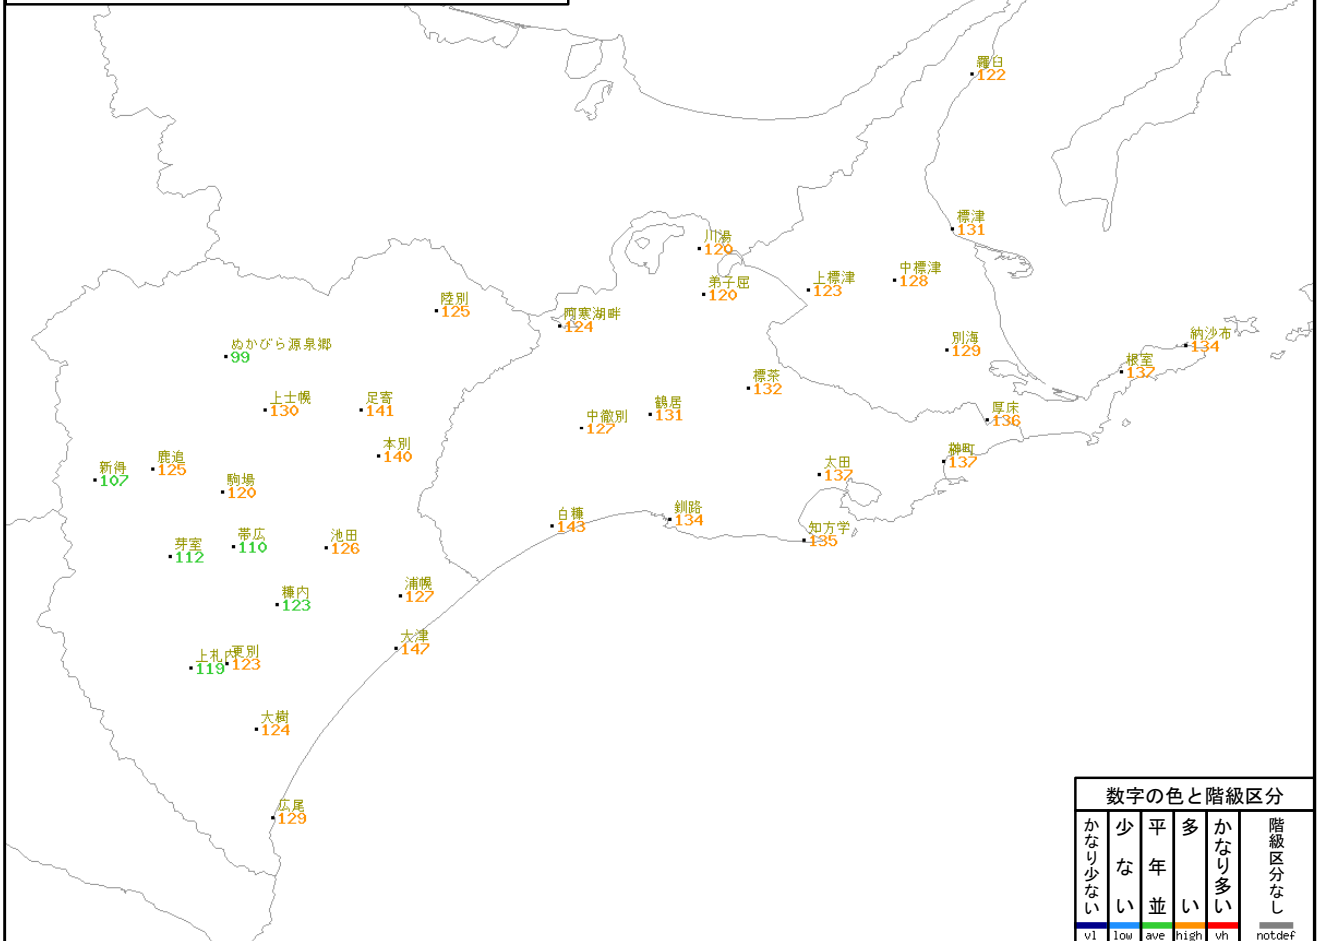 羅臼
122
標津
131
川湯
120
中標津
128
上標津
123
弟子屈
120
陸別
125
阿寒湖畔
124
納沙布
134
ぬかびら源泉郷
99
別海
129
根室
137
標茶
132
上士幌
130
足寄
141
鶴居
131
厚床
136
中徹別
127
本別
140
榊町
137
鹿追
125
新得
107
太田
137
駒場
120
白糠
143
釧路
134
知方学
135
帯広
110
池田
126
芽室
112
浦幌
127
糠内
123
大津
147
上札内
119
更別
123
大樹
124
広尾
129
数字の色と階級区分
かなり少ない
少ない
平年並
多い
かなり多い
階級区分なし
vl low ave high vh notdef